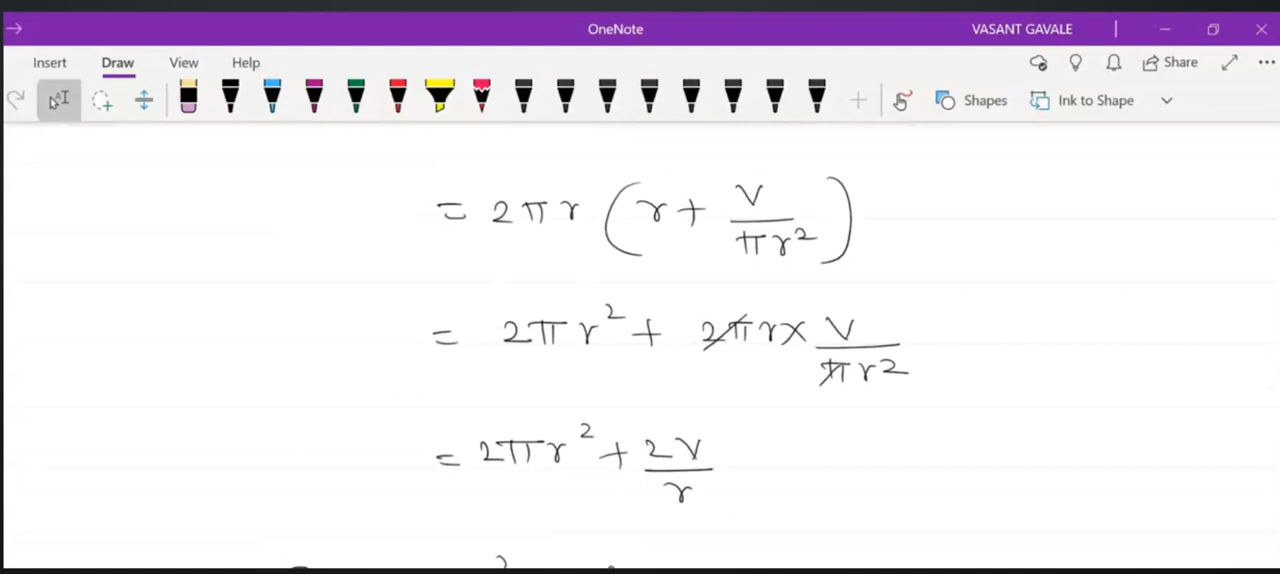 OneNote VASANT GAVALE
Insert Draw View Help Share
Shapes Ink to Shape
= 2πr (r + V/πr²)
= 2πr² + 2πr × V/πr²
= 2πr² + 2V/r